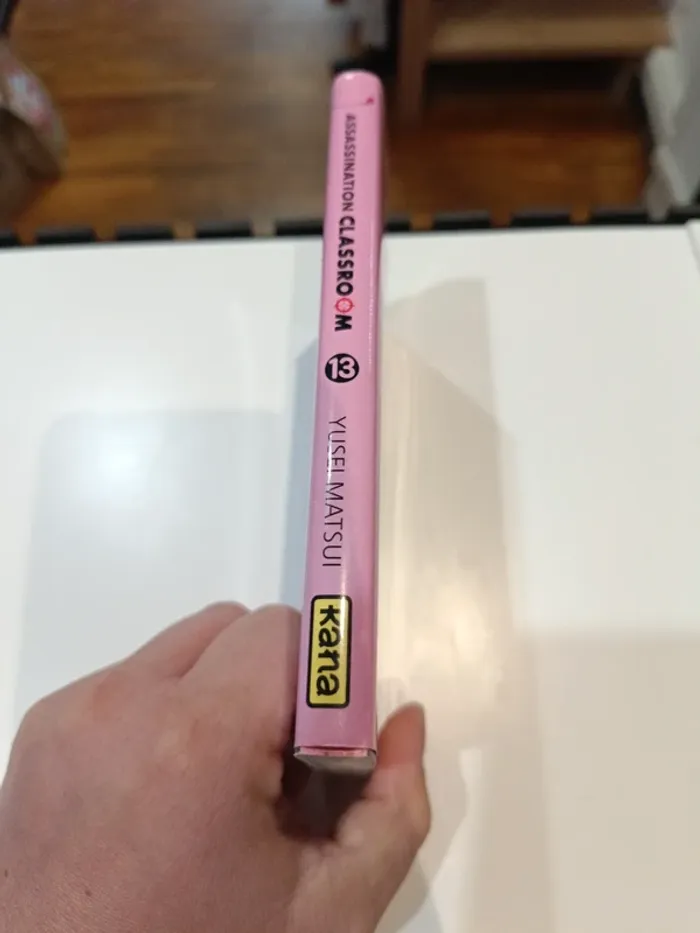 ASSASSINATION CLASSROOM
13
YUSEI MATSUI
Kana